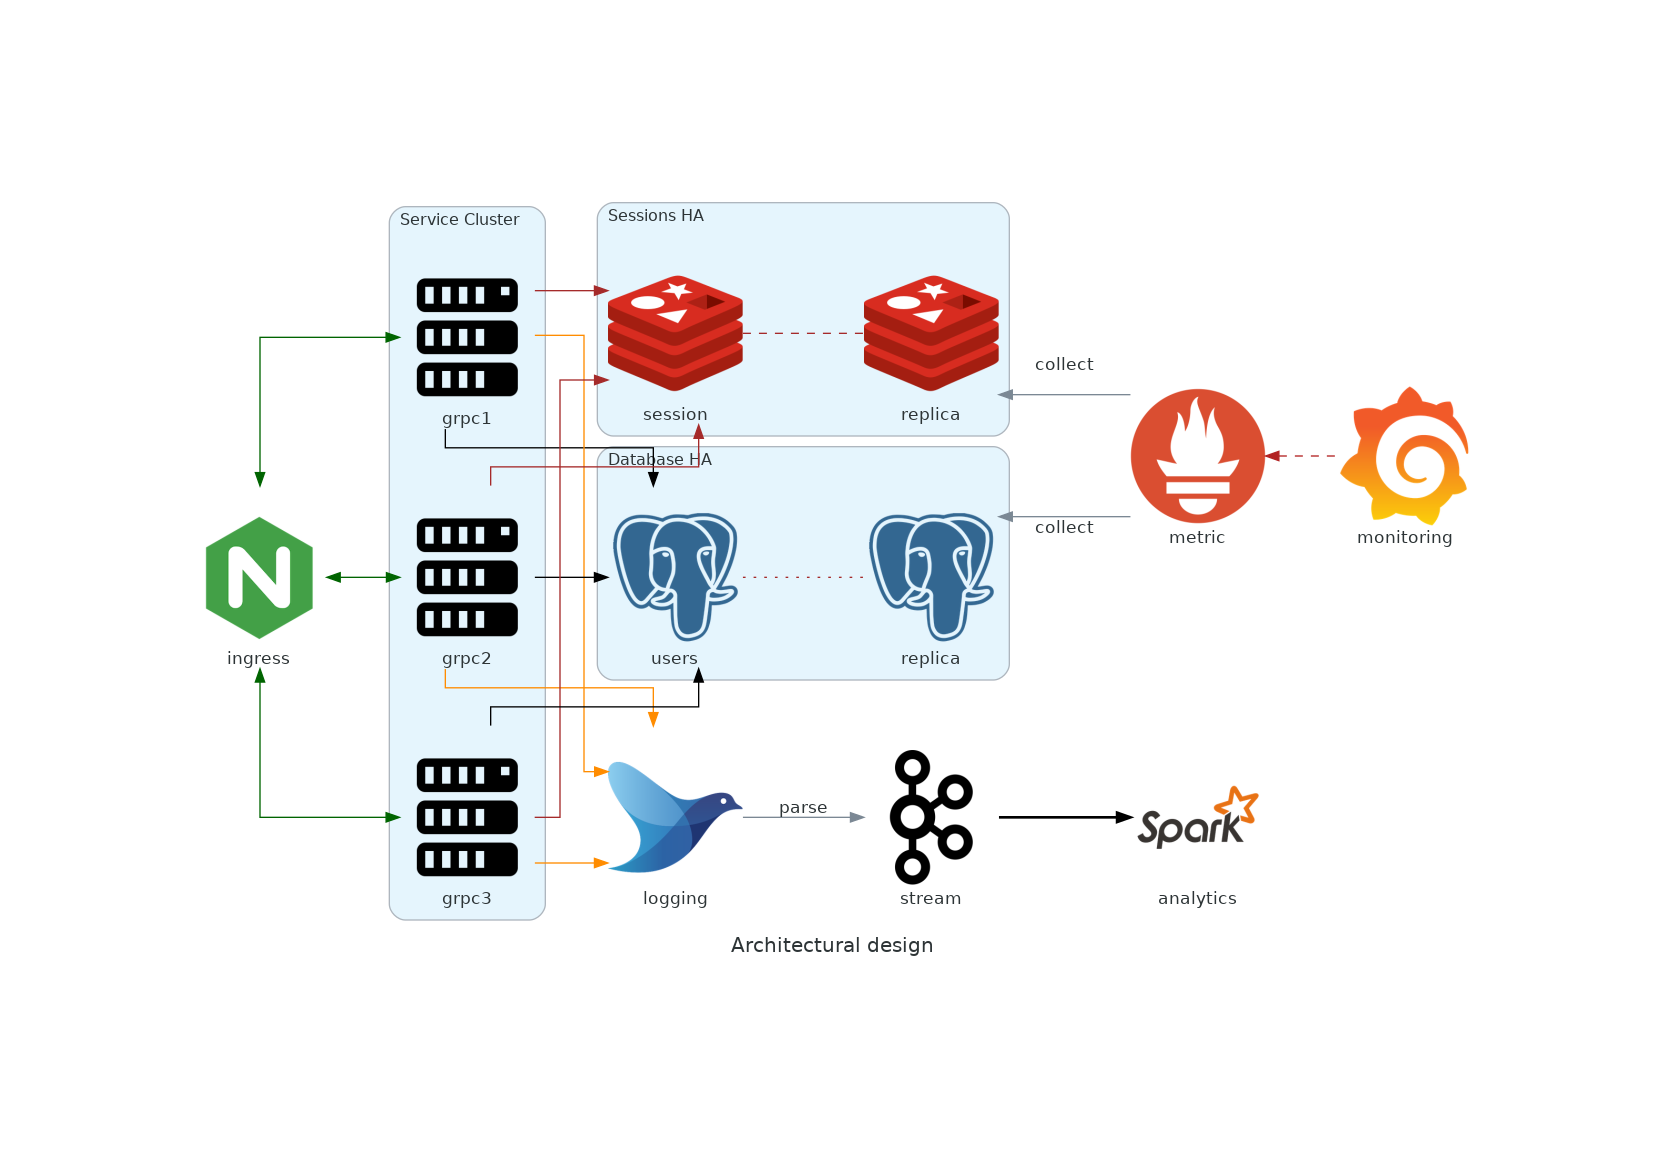 Service Cluster
Sessions HA
grpc1
session
replica
collect
Database HA
collect
metric
monitoring
N
ingress
grpc2
users
replica
parse
Spark
grpc3
logging
stream
analytics
Architectural design